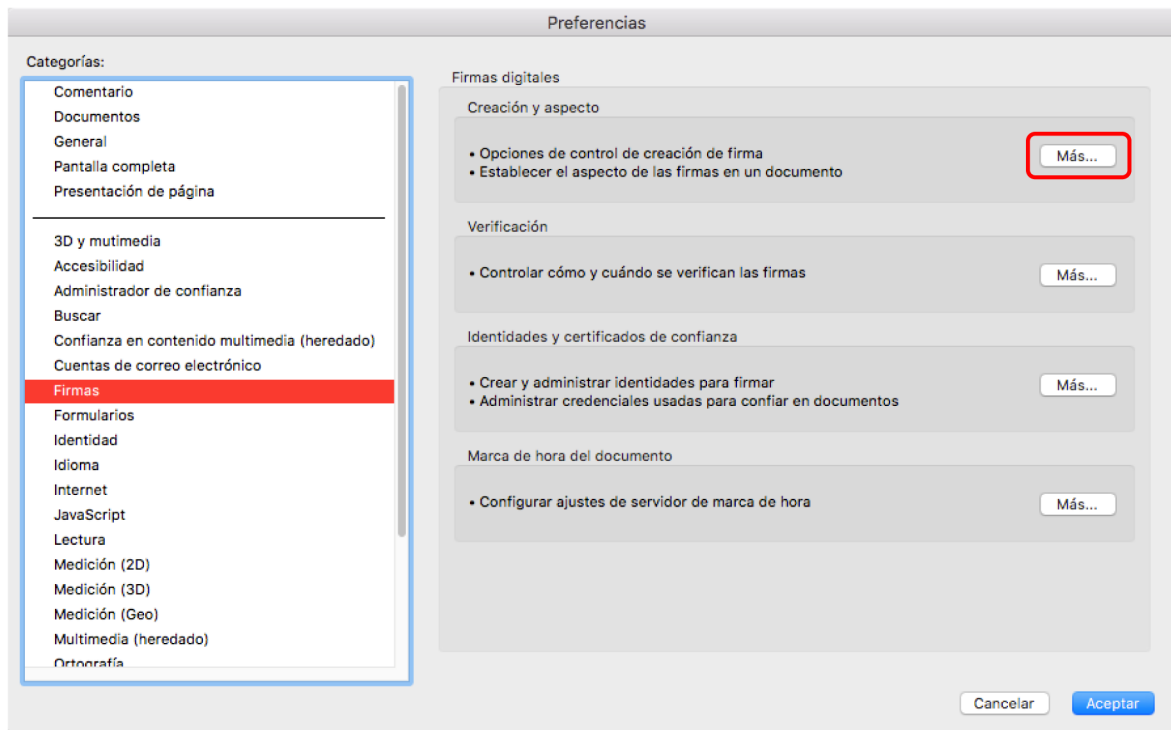 Preferencias
Categorías:
Comentario
Documentos
General
Pantalla completa
Presentación de página
3D y mutimedia
Accesibilidad
Administrador de confianza
Buscar
Confianza en contenido multimedia (heredado)
Cuentas de correo electrónico
Firmas
Formularios
Identidad
Idioma
Internet
JavaScript
Lectura
Medición (2D)
Medición (3D)
Medición (Geo)
Multimedia (heredado)
Ortografía
Firmas digitales
Creación y aspecto
• Opciones de control de creación de firma
• Establecer el aspecto de las firmas en un documento
Más...
Verificación
• Controlar cómo y cuándo se verifican las firmas
Más...
Identidades y certificados de confianza
• Crear y administrar identidades para firmar
• Administrar credenciales usadas para confiar en documentos
Más...
Marca de hora del documento
• Configurar ajustes de servidor de marca de hora
Más...
Cancelar
Aceptar